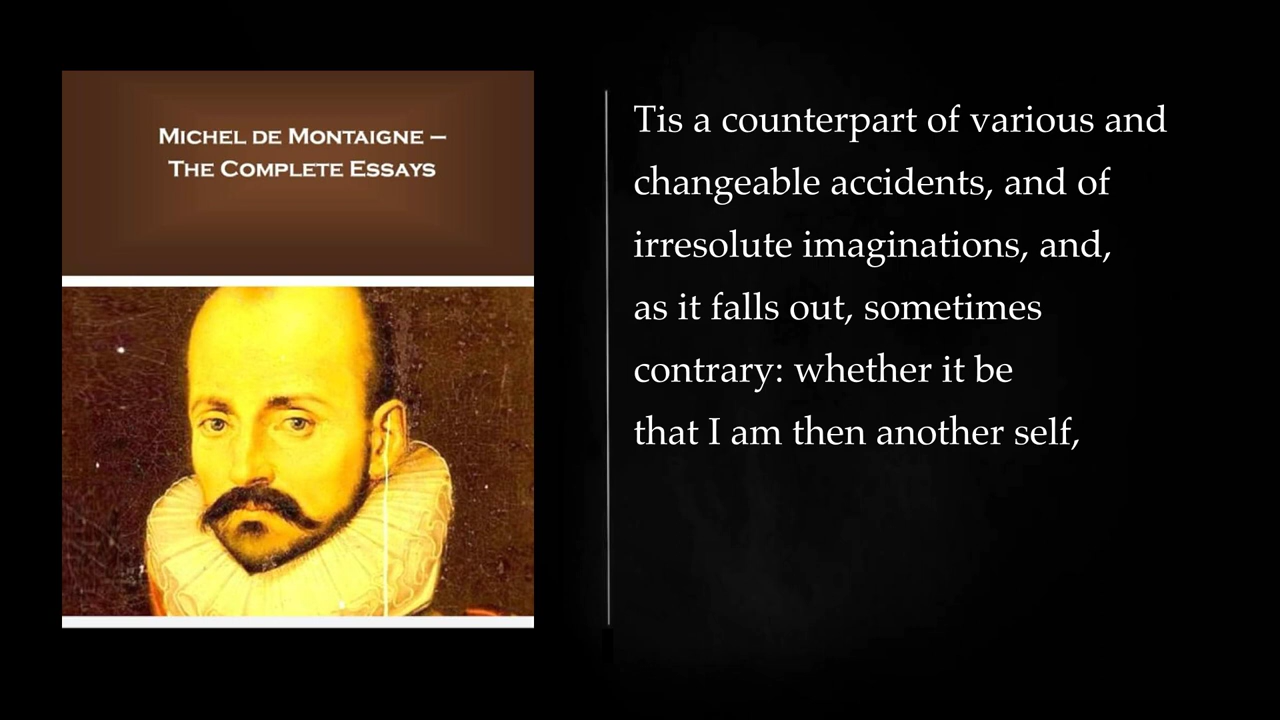 Michel de Montaigne –
The Complete Essays
Tis a counterpart of various and
changeable accidents, and of
irresolute imaginations, and,
as it falls out, sometimes
contrary: whether it be
that I am then another self,